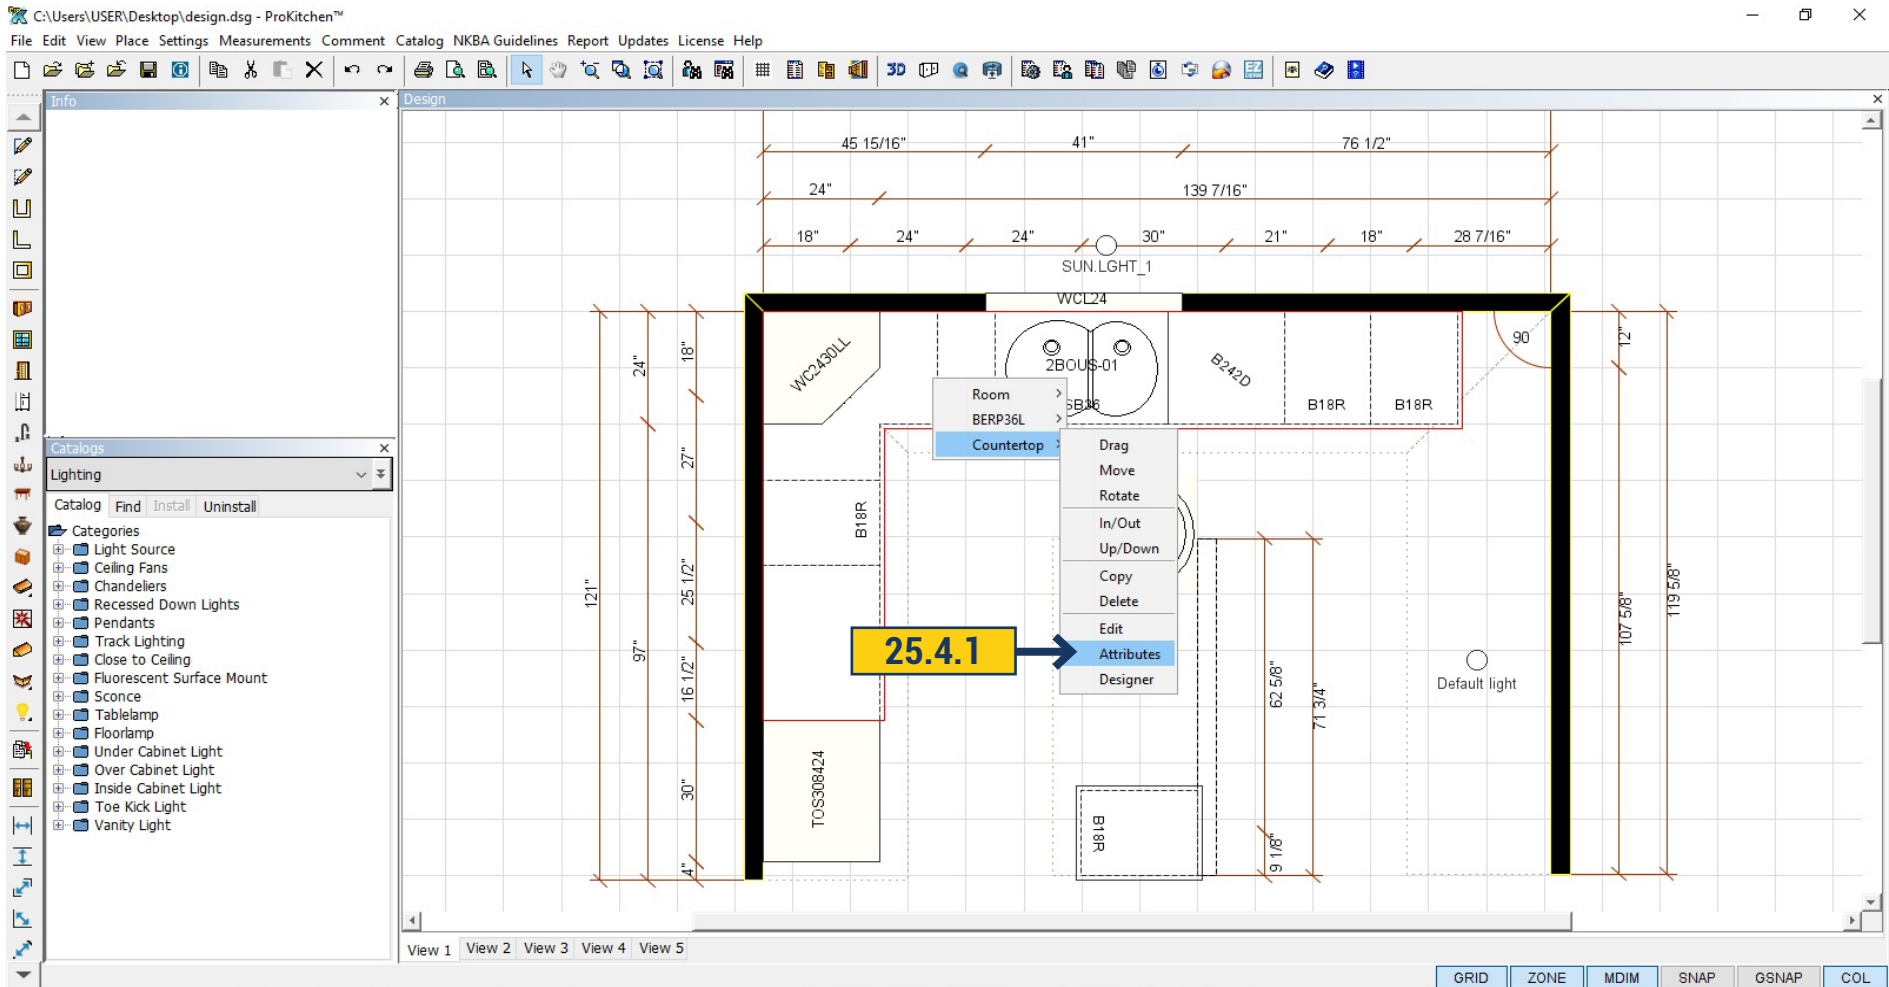 C:\Users\USER\Desktop\design.dsg - ProKitchen™
File Edit View Place Settings Measurements Comment Catalog NKBA Guidelines Report Updates License Help
3D
EZ
Info
Design
Catalogs
Lighting
Catalog Find Install Uninstall
Categories
Light Source
Ceiling Fans
Chandeliers
Recessed Down Lights
Pendants
Track Lighting
Close to Ceiling
Fluorescent Surface Mount
Sconce
Tablelamp
Floorlamp
Under Cabinet Light
Over Cabinet Light
Inside Cabinet Light
Toe Kick Light
Vanity Light
45 15/16" 41" 76 1/2"
24" 139 7/16"
18" 24" 24" 30" 21" 18" 28 7/16"
SUN.LGHT_1
WCL24
WC2430LL
2BOUS-01
SB36
B242D
B18R
B18R
90
12"
24"
18"
27"
B18R
121"
25 1/2"
97"
16 1/2"
30"
4"
TOS308424
Room
BERP36L
Countertop
Drag
Move
Rotate
In/Out
Up/Down
Copy
Delete
Edit
Attributes
Designer
25.4.1
62 5/8"
71 3/4"
9 1/8"
B18R
Default light
107 5/8"
119 5/8"
View 1 View 2 View 3 View 4 View 5
GRID ZONE MDIM SNAP GSNAP COL